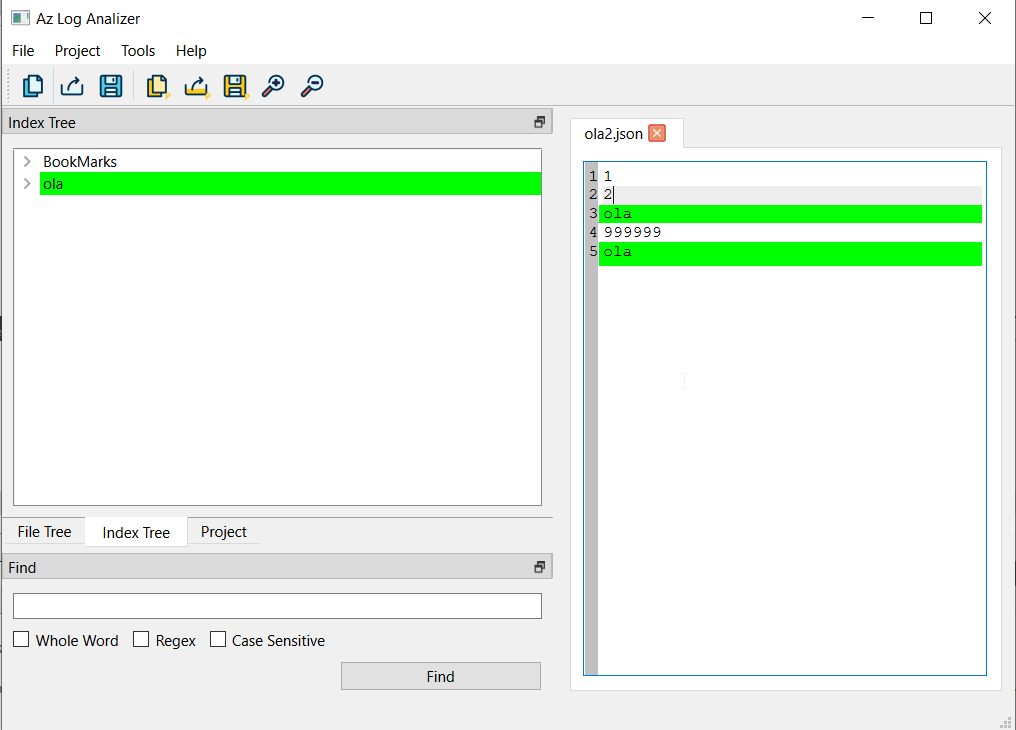 Az Log Analizer
File Project Tools Help
Index Tree
BookMarks
ola
File Tree Index Tree Project
Find
Whole Word Regex Case Sensitive
Find
ola2.json
1 1
2 2
3 ola
4 999999
5 ola